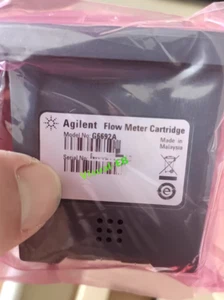 Agilent Flow Meter Cartridge
Model No. G6692A
Made in
Malaysia
Serial No.